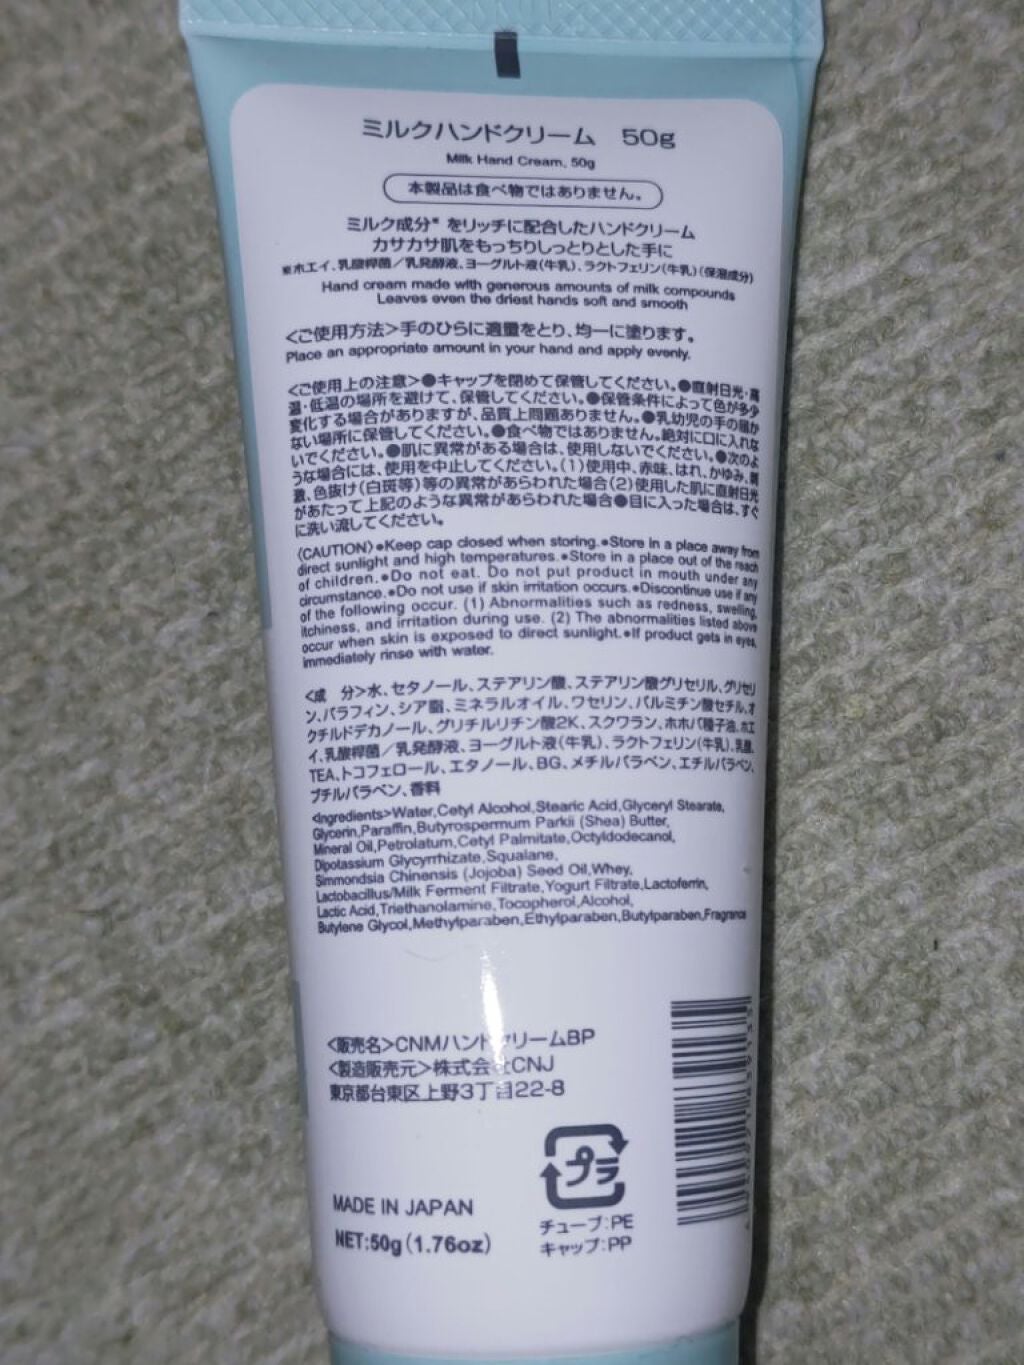 ミルクハンドクリーム 50g
Milk Hand Cream, 50g
本製品は食べ物ではありません。
ミルク成分* をリッチに配合したハンドクリーム
カサカサ肌をもっちりしっとりとした手に
※ホエイ、乳酸桿菌/乳発酵液、ヨーグルト液(牛乳)、ラクトフェリン(牛乳)(保湿成分)
Hand cream made with generous amounts of milk compounds
Leaves even the driest hands soft and smooth
<ご使用方法>手のひらに適量をとり、均一に塗ります。
Place an appropriate amount in your hand and apply evenly.
<ご使用上の注意>●キャップを閉めて保管してください。●直射日光・高
温・低温の場所を避けて、保管してください。●保管条件によって色が多少
変化する場合がありますが、品質上問題ありません。●乳幼児の手の届か
ない場所に保管してください。●食べ物ではありません。絶対に口に入れな
いでください。●肌に異常がある場合は、使用しないでください。●次のよ
うな場合には、使用を中止してください。(1)使用中、赤味、はれ、かゆみ、刺
激、色抜け(白斑等)等の異常があらわれた場合(2)使用した肌に直射日光
があたって上記のような異常があらわれた場合●目に入った場合は、すぐ
に洗い流してください。
(CAUTION)●Keep cap closed when storing.●Store in a place away from
direct sunlight and high temperatures.●Store in a place out of the reach
of children.●Do not eat. Do not put product in mouth under any
circumstance.●Do not use if skin irritation occurs.●Discontinue use if any
of the following occur. (1) Abnormalities such as redness, swelling,
itchiness, and irritation during use. (2) The abnormalities listed above
occur when skin is exposed to direct sunlight.●If product gets in eyes,
immediately rinse with water.
<成 分>水、セタノール、ステアリン酸、ステアリン酸グリセリル、グリセリ
ン、パラフィン、シア脂、ミネラルオイル、ワセリン、パルミチン酸セチル、オ
クチルドデカノール、グリチルリチン酸2K、スクワラン、ホホバ種子油、ホエ
イ、乳酸桿菌/乳発酵液、ヨーグルト液(牛乳)、ラクトフェリン(牛乳)、乳酸、
TEA、トコフェロール、エタノール、BG、メチルパラベン、エチルパラベン、
ブチルパラベン、香料
<Ingredients>Water,Cetyl Alcohol,Stearic Acid,Glyceryl Stearate,
Glycerin,Paraffin,Butyrospermum Parkii (Shea) Butter,
Mineral Oil,Petrolatum,Cetyl Palmitate,Octyldodecanol,
Dipotassium Glycyrrhizate,Squalane,
Simmondsia Chinensis (Jojoba) Seed Oil,Whey,
Lactobacillus/Milk Ferment Filtrate,Yogurt Filtrate,Lactoferrin,
Lactic Acid,Triethanolamine,Tocopherol,Alcohol,
Butylene Glycol,Methylparaben,Ethylparaben,Butylparaben,Fragrance
<販売名>CNMハンドクリームBP
<製造販売元>株式会社CNJ
東京都台東区上野3丁目22-8
プラ
MADE IN JAPAN
チューブ:PE
NET:50g(1.76oz)
キャップ:PP